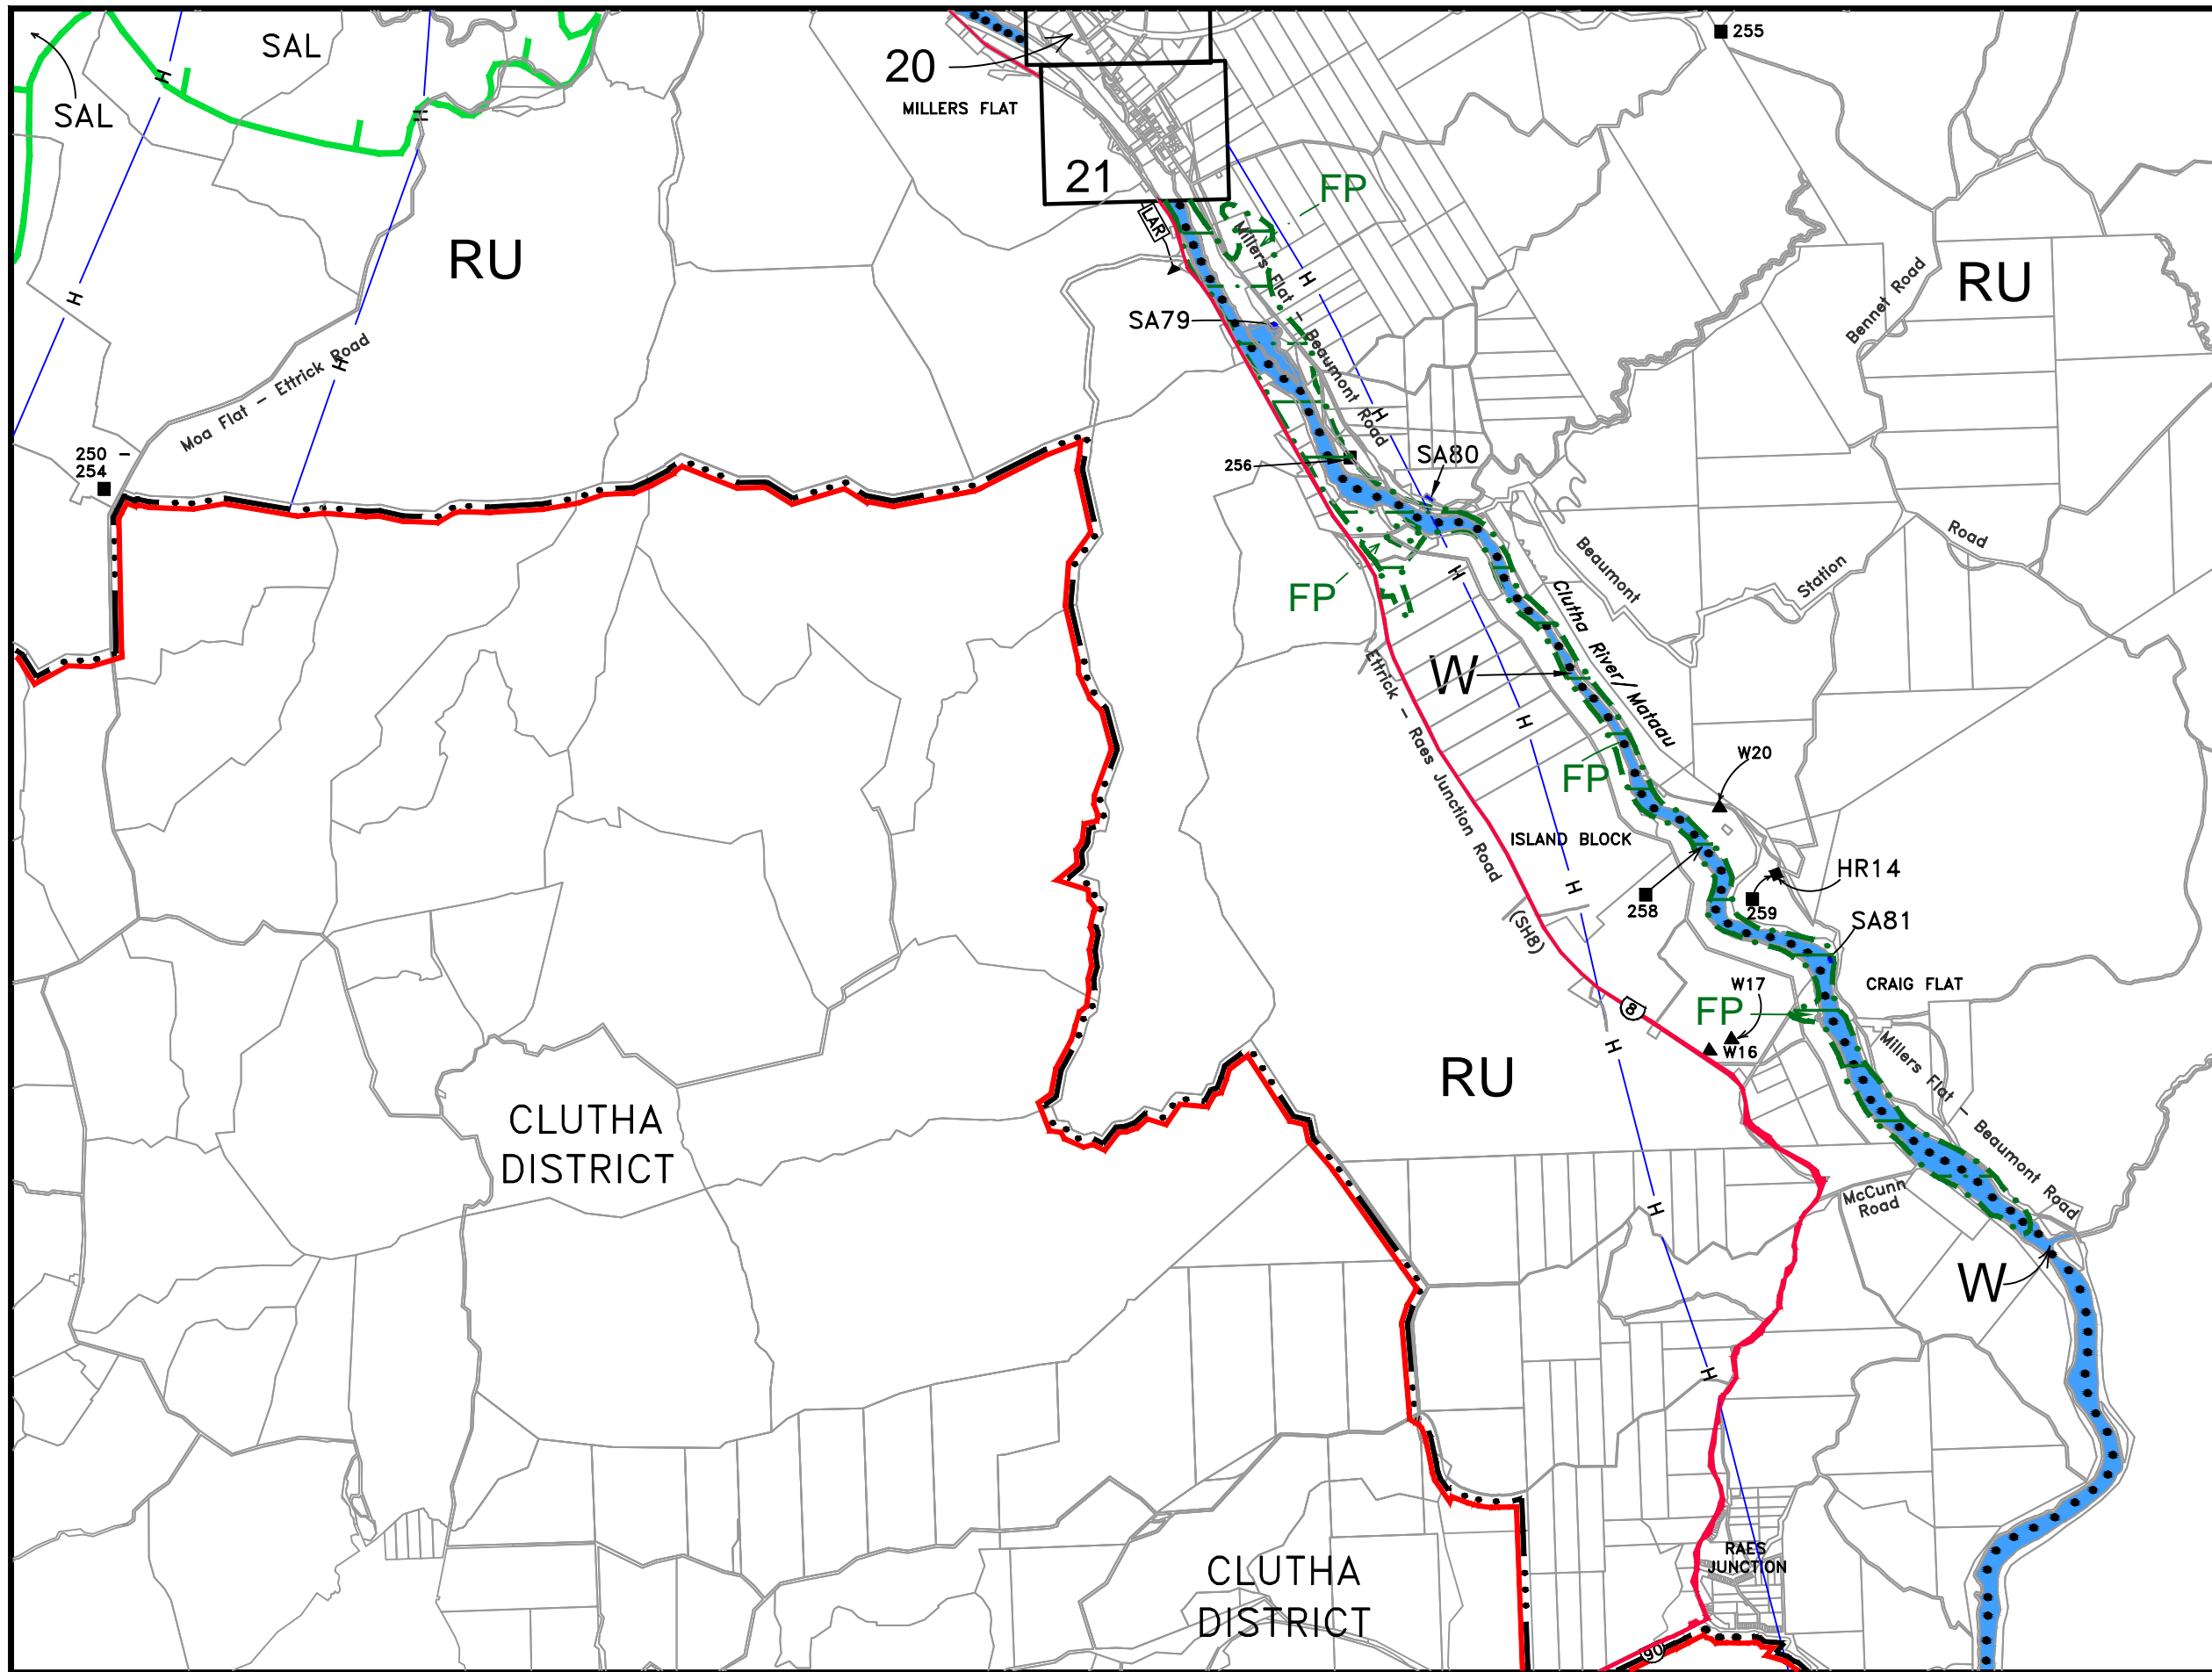 SAL
SAL
20
MILLERS FLAT
255
21
FP
LAR
RU
RU
H
H
H
H
H
Millers Flat – Beaumont Road
Bennet Road
SA79
Moa Flat – Ettrick Road
H
H
250 –
254
256
SA80
FP
H
Beaumont
Station
Road
Clutha River/Mataau
W
Ettrick – Raes Junction Road
H
FP
W20
ISLAND BLOCK
H
HR14
258
259
(SH8)
SA81
W17
CRAIG FLAT
FP
8
W16
H
RU
Millers Flat – Beaumont Road
CLUTHA
DISTRICT
McCunn
Road
H
W
H
RAES
JUNCTION
CLUTHA
DISTRICT
90